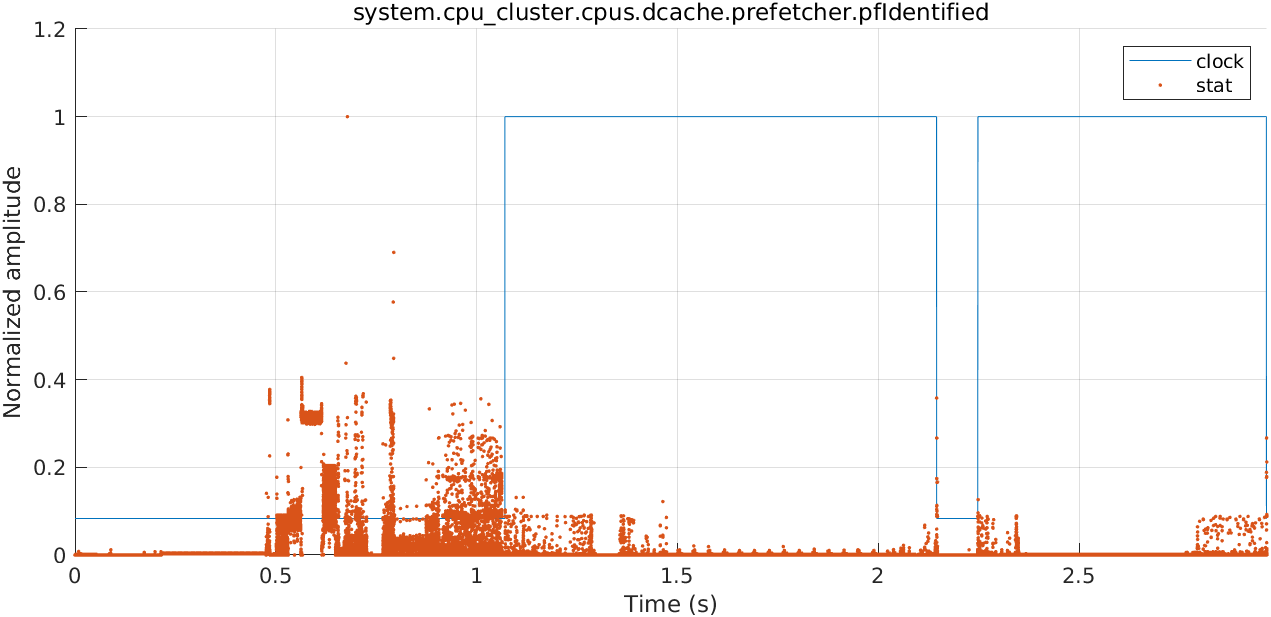 system.cpu_cluster.cpus.dcache.prefetcher.pfIdentified
1.2
1
0.8
0.6
0.4
0.2
0
Normalized amplitude
clock
stat
0 0.5 1 1.5 2 2.5
Time (s)